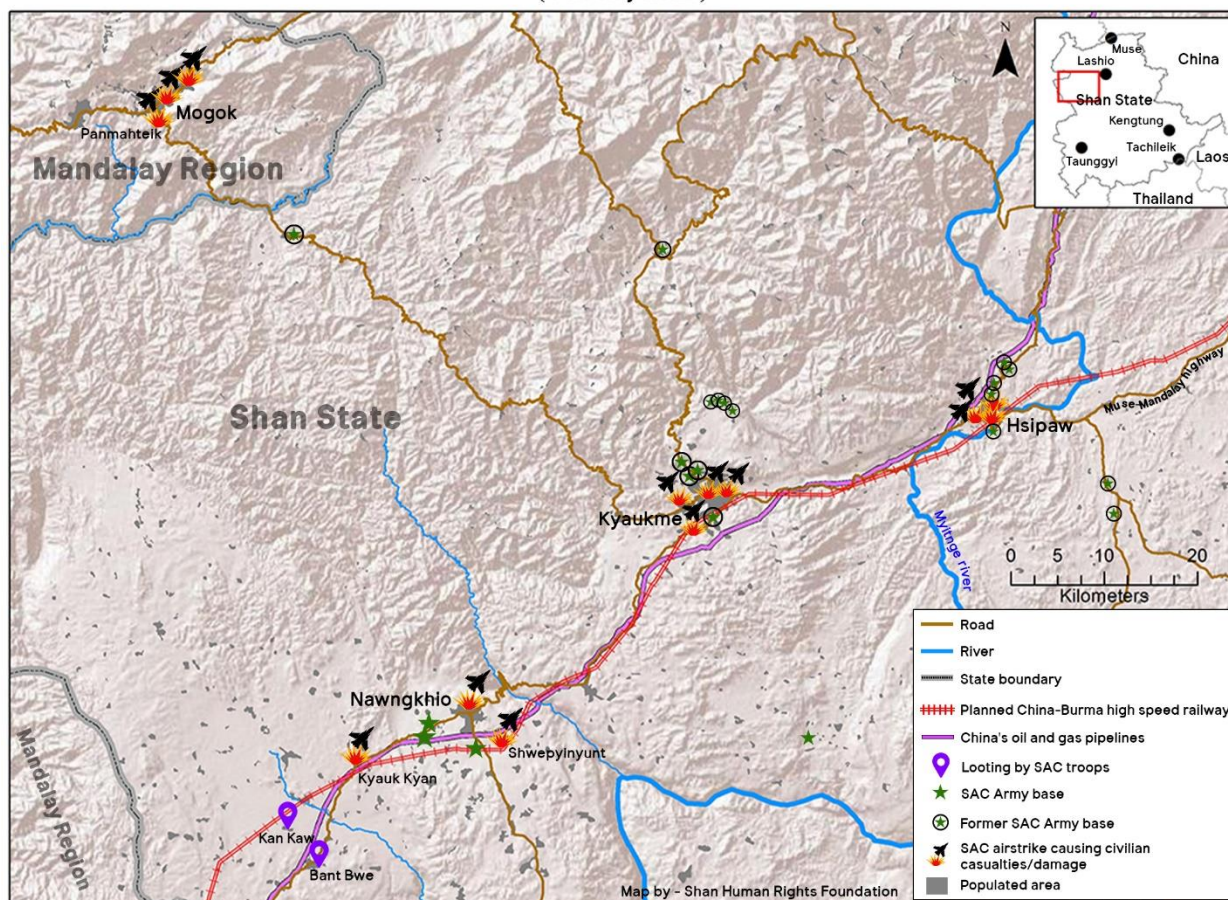 N
Muse
China
Lashio
Shan State
Kengtung
Tachileik
Laos
Taunggyi
Thailand
Mogok
Panmahteik
Mandalay Region
Shan State
Muse-Mandalay highway
Hsipaw
Kyaukme
Myitnge river
0 5 10 20
Kilometers
Nawngkhio
Shwepyinyunt
Kyauk Kyan
Mandalay Region
Kan Kaw
Bant Bwe
Road
River
State boundary
Planned China-Burma high speed railway
China's oil and gas pipelines
Looting by SAC troops
SAC Army base
Former SAC Army base
SAC airstrike causing civilian
casualties/damage
Populated area
Map by - Shan Human Rights Foundation